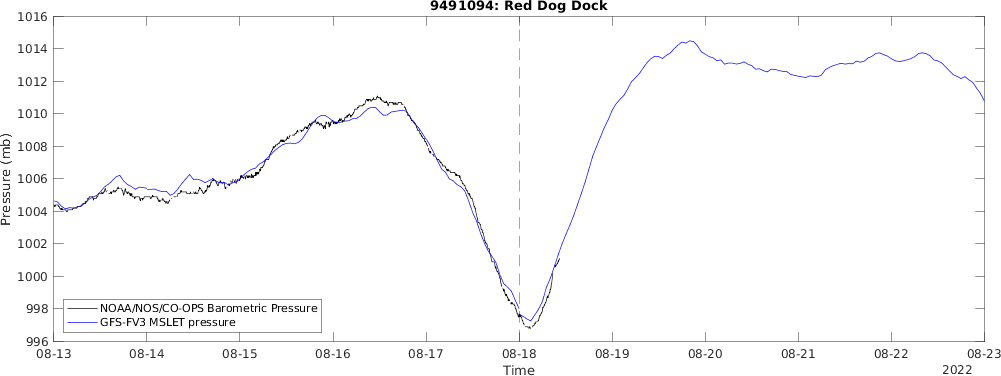 9491094: Red Dog Dock
Pressure (mb)
1016
1014
1012
1010
1008
1006
1004
1002
1000
998
996
NOAA/NOS/CO-OPS Barometric Pressure
GFS-FV3 MSLET pressure
08-13 08-14 08-15 08-16 08-17 08-18 08-19 08-20 08-21 08-22 08-23
Time
2022